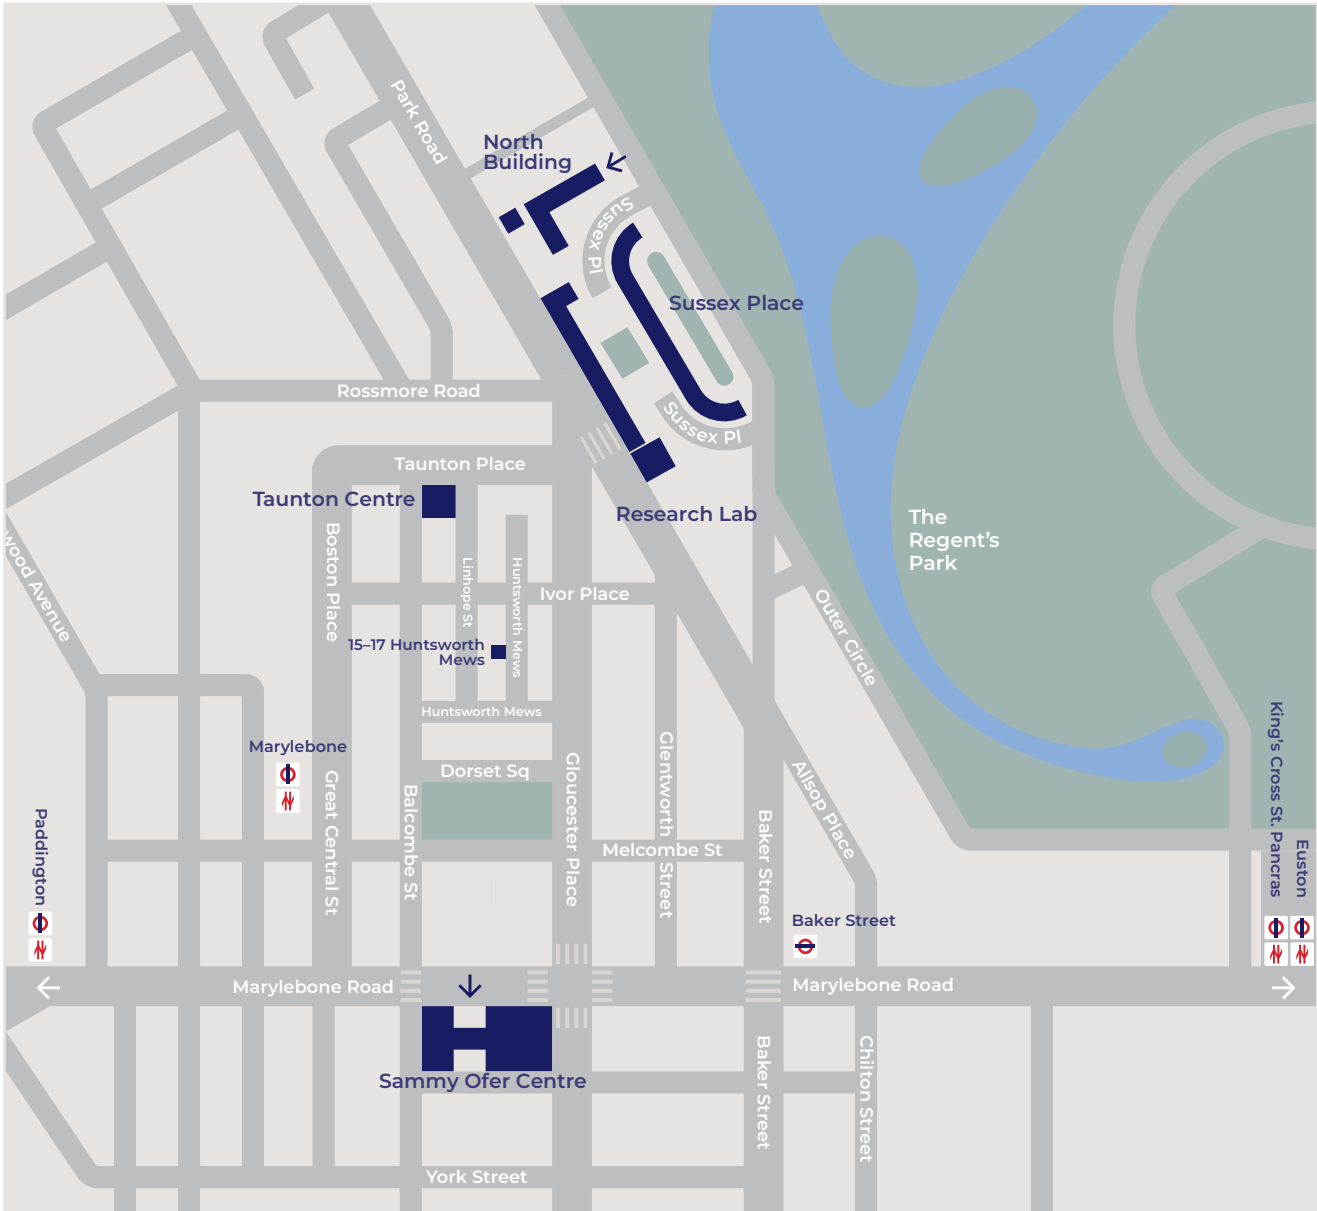 Park Road
North
Building
Sussex Pl
Sussex Place
Rossmore Road
Sussex Pl
Taunton Place
Taunton Centre
Research Lab
The
Regent's
Park
wood Avenue
Boston Place
Linhope St
Huntsworth Mews
Ivor Place
Outer Circle
15–17 Huntsworth
Mews
Huntsworth Mews
Marylebone
Dorset Sq
Great Central St
Balcombe St
Gloucester Place
Glentworth Street
Baker Street
Allsop Place
King's Cross St. Pancras
Euston
Paddington
Melcombe St
Baker Street
Marylebone Road
Marylebone Road
Sammy Ofer Centre
Baker Street
Chilton Street
York Street